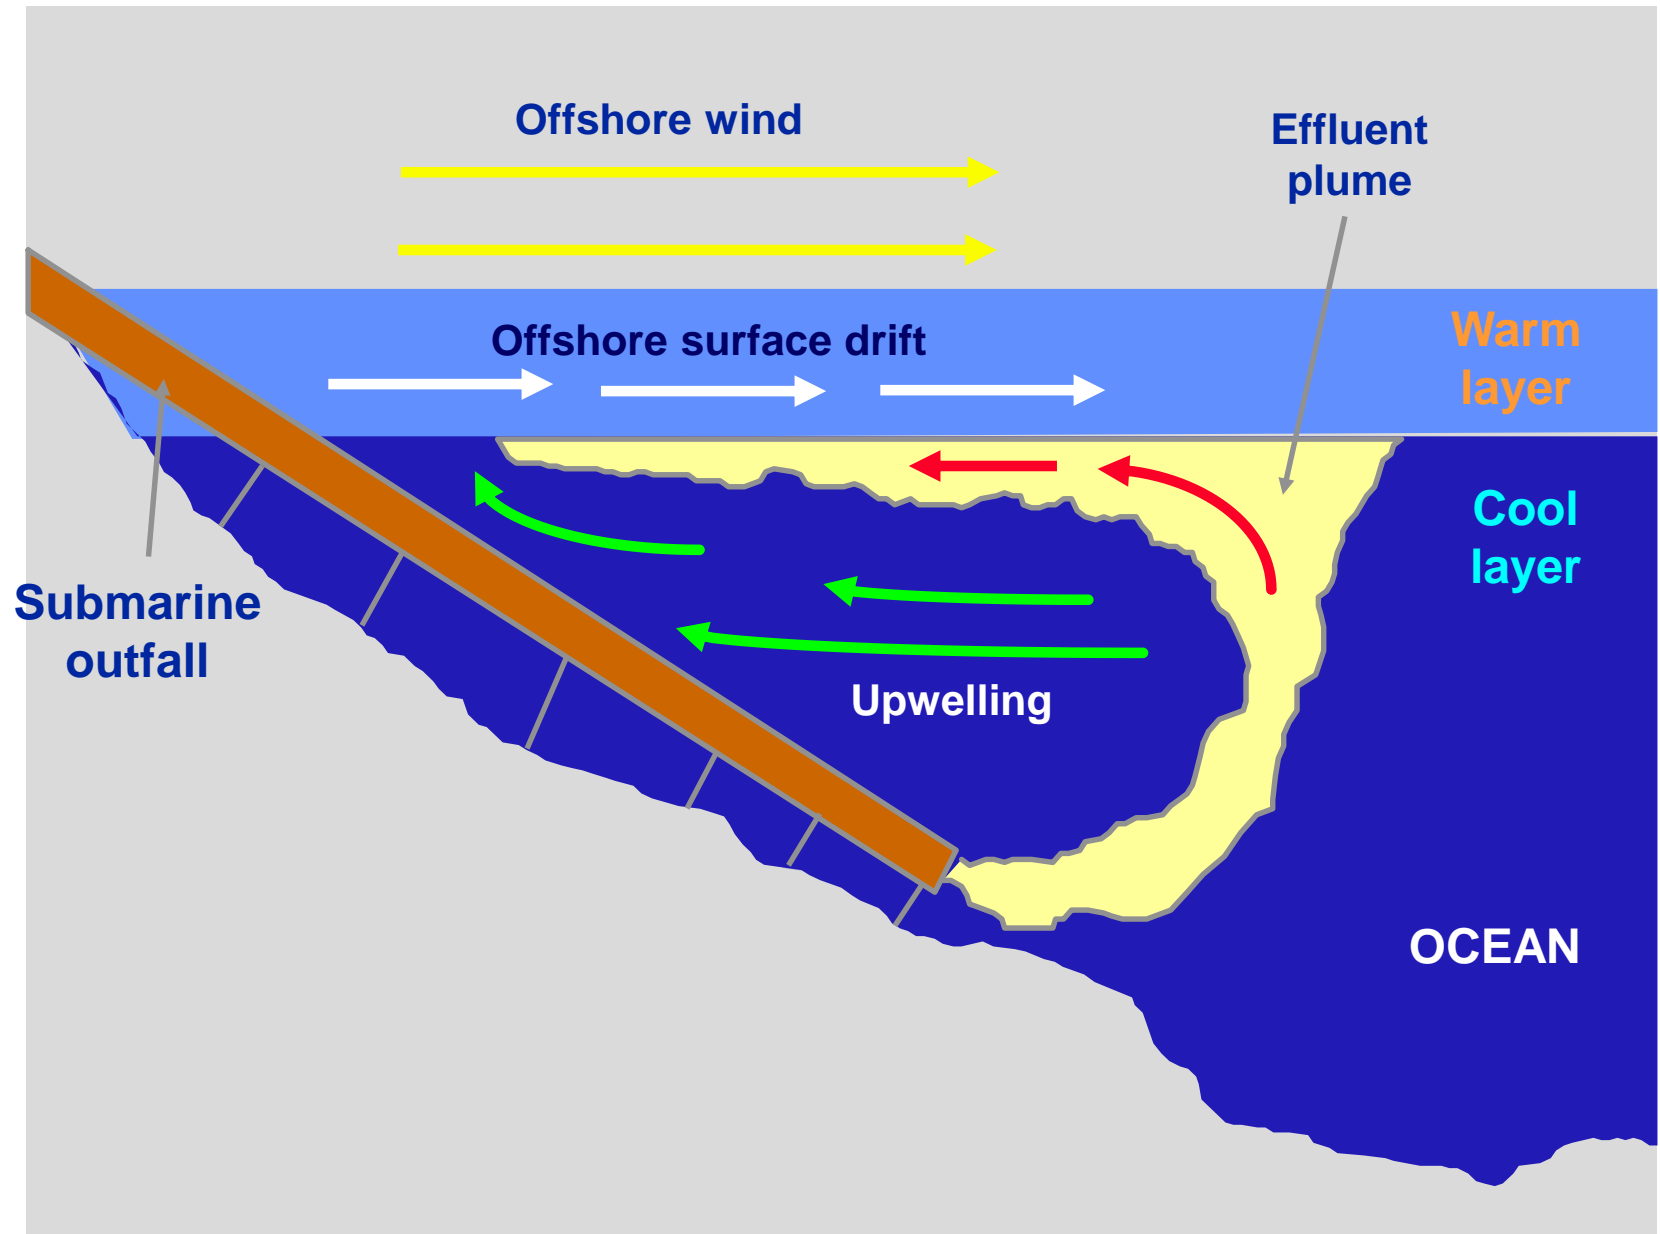 Offshore wind
Effluent
plume
Offshore surface drift
Warm
layer
Cool
layer
Submarine
outfall
Upwelling
OCEAN